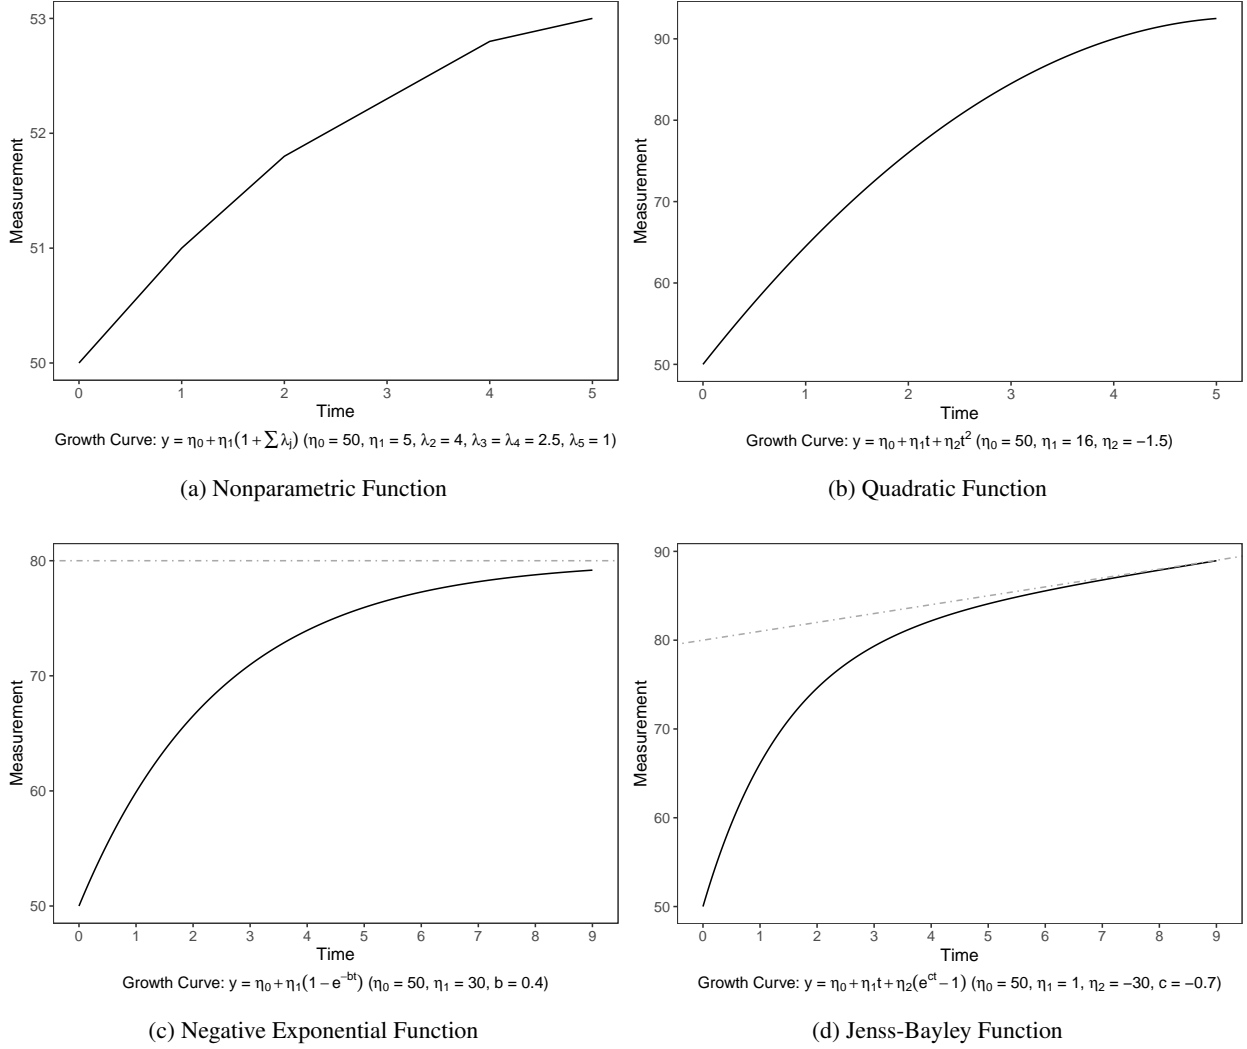 Measurement
53
52
51
50
0 1 2 3 4 5
Time
Growth Curve: y = η₀ + η₁(1 + ∑ λⱼ) (η₀ = 50, η₁ = 5, λ₂ = 4, λ₃ = λ₄ = 2.5, λ₅ = 1)
(a) Nonparametric Function
Measurement
90
80
70
60
50
0 1 2 3 4 5
Time
Growth Curve: y = η₀ + η₁t + η₂t² (η₀ = 50, η₁ = 16, η₂ = −1.5)
(b) Quadratic Function
Measurement
80
70
60
50
0 1 2 3 4 5 6 7 8 9
Time
Growth Curve: y = η₀ + η₁(1 − e^−bt) (η₀ = 50, η₁ = 30, b = 0.4)
(c) Negative Exponential Function
Measurement
90
80
70
60
50
0 1 2 3 4 5 6 7 8 9
Time
Growth Curve: y = η₀ + η₁t + η₂(e^ct − 1) (η₀ = 50, η₁ = 1, η₂ = −30, c = −0.7)
(d) Jenss-Bayley Function